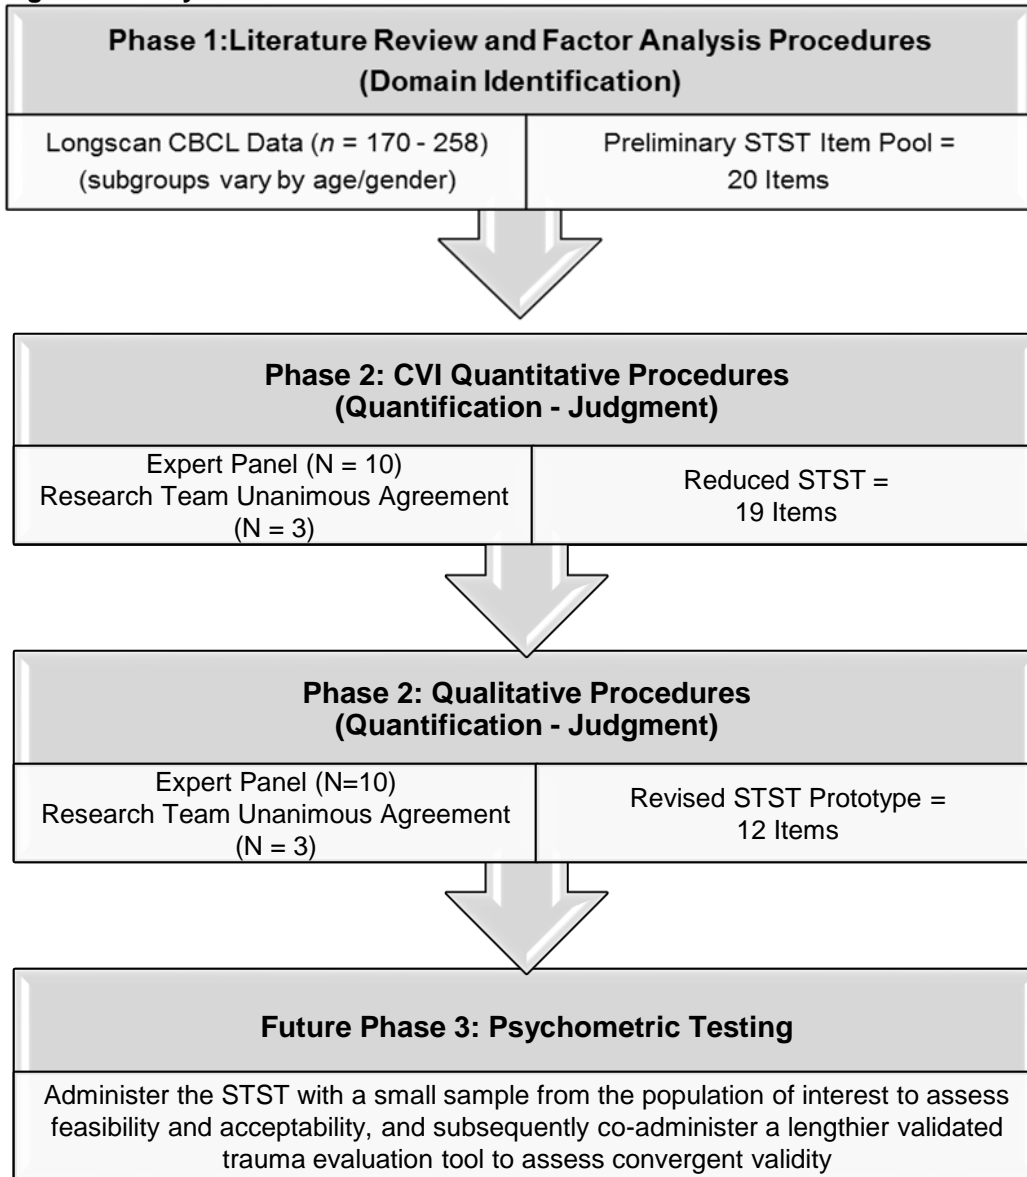 Phase 1:Literature Review and Factor Analysis Procedures
(Domain Identification)
Longscan CBCL Data (n = 170 - 258)
(subgroups vary by age/gender)
Preliminary STST Item Pool =
20 Items
Phase 2: CVI Quantitative Procedures
(Quantification - Judgment)
Expert Panel (N = 10)
Research Team Unanimous Agreement
(N = 3)
Reduced STST =
19 Items
Phase 2: Qualitative Procedures
(Quantification - Judgment)
Expert Panel (N=10)
Research Team Unanimous Agreement
(N = 3)
Revised STST Prototype =
12 Items
Future Phase 3: Psychometric Testing
Administer the STST with a small sample from the population of interest to assess
feasibility and acceptability, and subsequently co-administer a lengthier validated
trauma evaluation tool to assess convergent validity